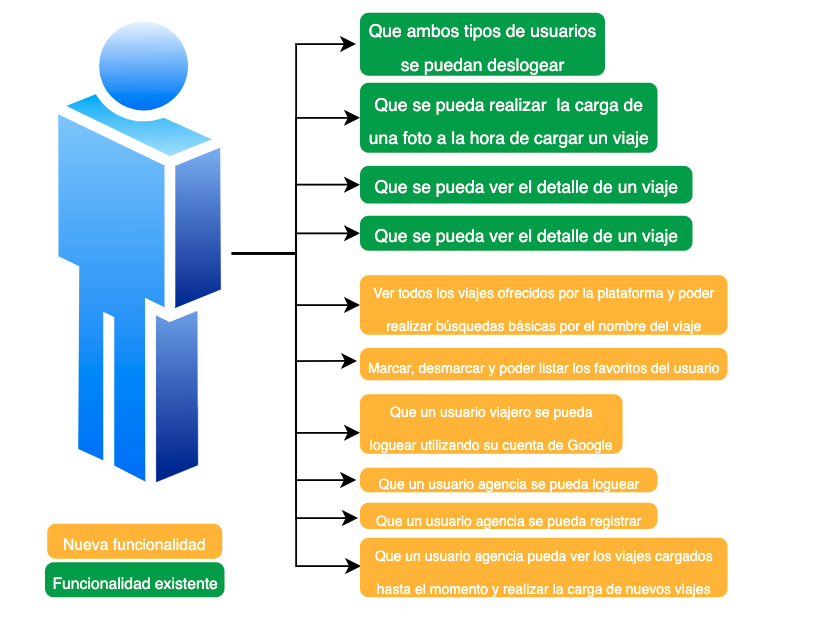 Que ambos tipos de usuarios
se puedan deslogear
Que se pueda realizar la carga de
una foto a la hora de cargar un viaje
Que se pueda ver el detalle de un viaje
Que se pueda ver el detalle de un viaje
Ver todos los viajes ofrecidos por la plataforma y poder
realizar búsquedas básicas por el nombre del viaje
Marcar, desmarcar y poder listar los favoritos del usuario
Que un usuario viajero se pueda
loguear utilizando su cuenta de Google
Que un usuario agencia se pueda loguear
Que un usuario agencia se pueda registrar
Que un usuario agencia pueda ver los viajes cargados
hasta el momento y realizar la carga de nuevos viajes
Nueva funcionalidad
Funcionalidad existente